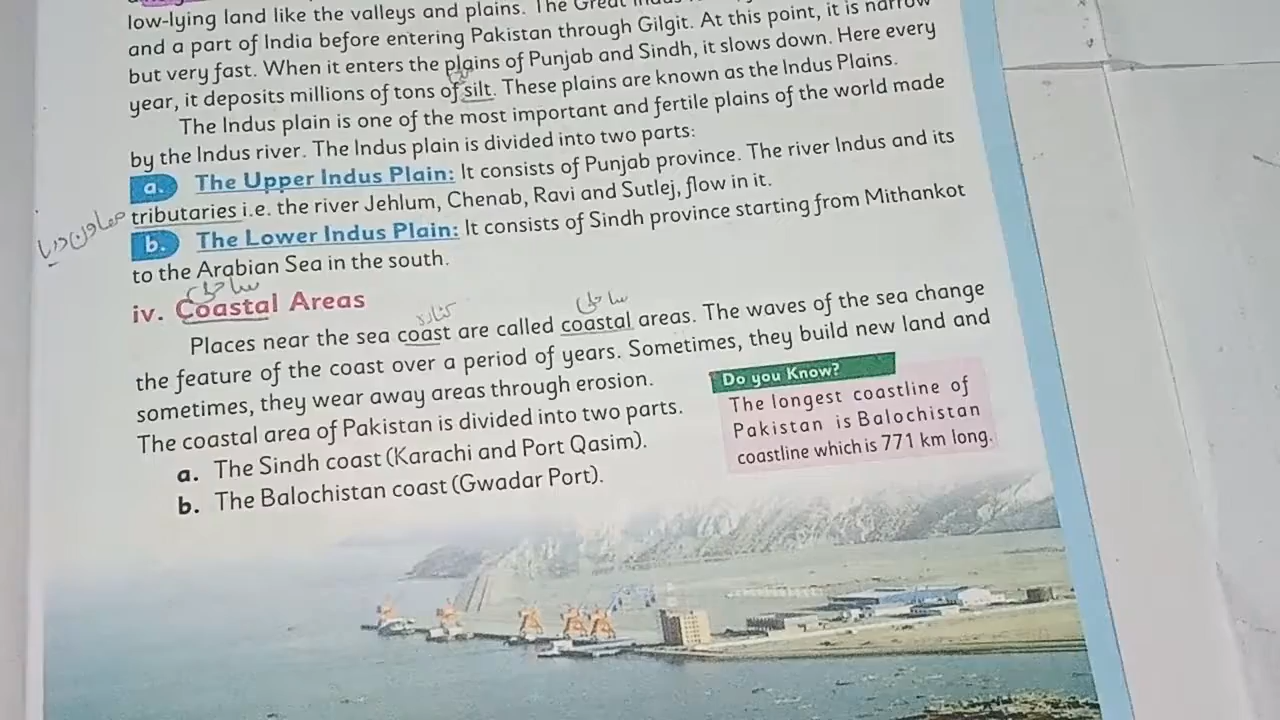 low-lying land like the valleys and plains. The Great Indus
and a part of India before entering Pakistan through Gilgit. At this point, it is narrow
but very fast. When it enters the plains of Punjab and Sindh, it slows down. Here every
year, it deposits millions of tons of silt. These plains are known as the Indus Plains.
The Indus plain is one of the most important and fertile plains of the world made
by the Indus river. The Indus plain is divided into two parts:
a. The Upper Indus Plain: It consists of Punjab province. The river Indus and its
معاون دریا
tributaries i.e. the river Jehlum, Chenab, Ravi and Sutlej, flow in it.
b. The Lower Indus Plain: It consists of Sindh province starting from Mithankot
to the Arabian Sea in the south.
ساحلی
iv. Coastal Areas
کنارہ ساحلی
Places near the sea coast are called coastal areas. The waves of the sea change
the feature of the coast over a period of years. Sometimes, they build new land and
sometimes, they wear away areas through erosion.
The coastal area of Pakistan is divided into two parts.
a. The Sindh coast (Karachi and Port Qasim).
b. The Balochistan coast (Gwadar Port).
Do you Know?
The longest coastline of
Pakistan is Balochistan
coastline which is 771 km long.